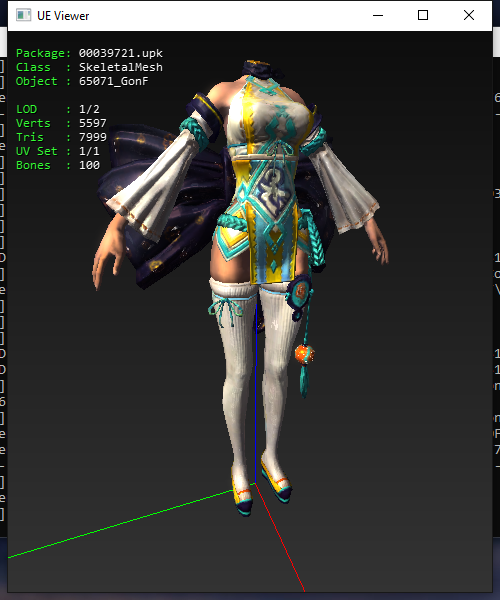 UE Viewer
Package: 00039721.upk
Class  : SkeletalMesh
Object : 65071_GonF
LOD    : 1/2
Verts  : 5597
Tris   : 7999
UV Set : 1/1
Bones  : 100